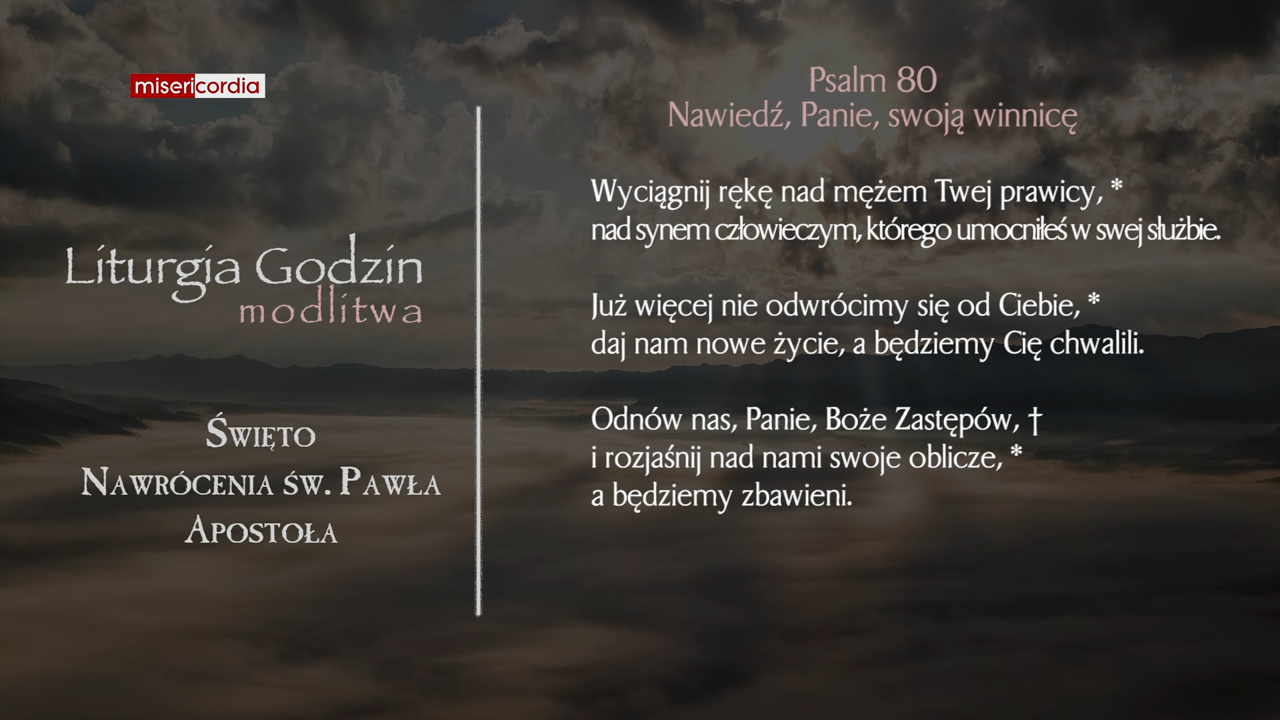 misericordia
Liturgia Godzin
modlitwa
Święto
Nawrócenia św. Pawła
Apostoła
Psalm 80
Nawiedź, Panie, swoją winnicę
Wyciągnij rękę nad mężem Twej prawicy, *
nad synem człowieczym, którego umocniłeś w swej służbie.
Już więcej nie odwrócimy się od Ciebie, *
daj nam nowe życie, a będziemy Cię chwalili.
Odnów nas, Panie, Boże Zastępów, †
i rozjaśnij nad nami swoje oblicze, *
a będziemy zbawieni.